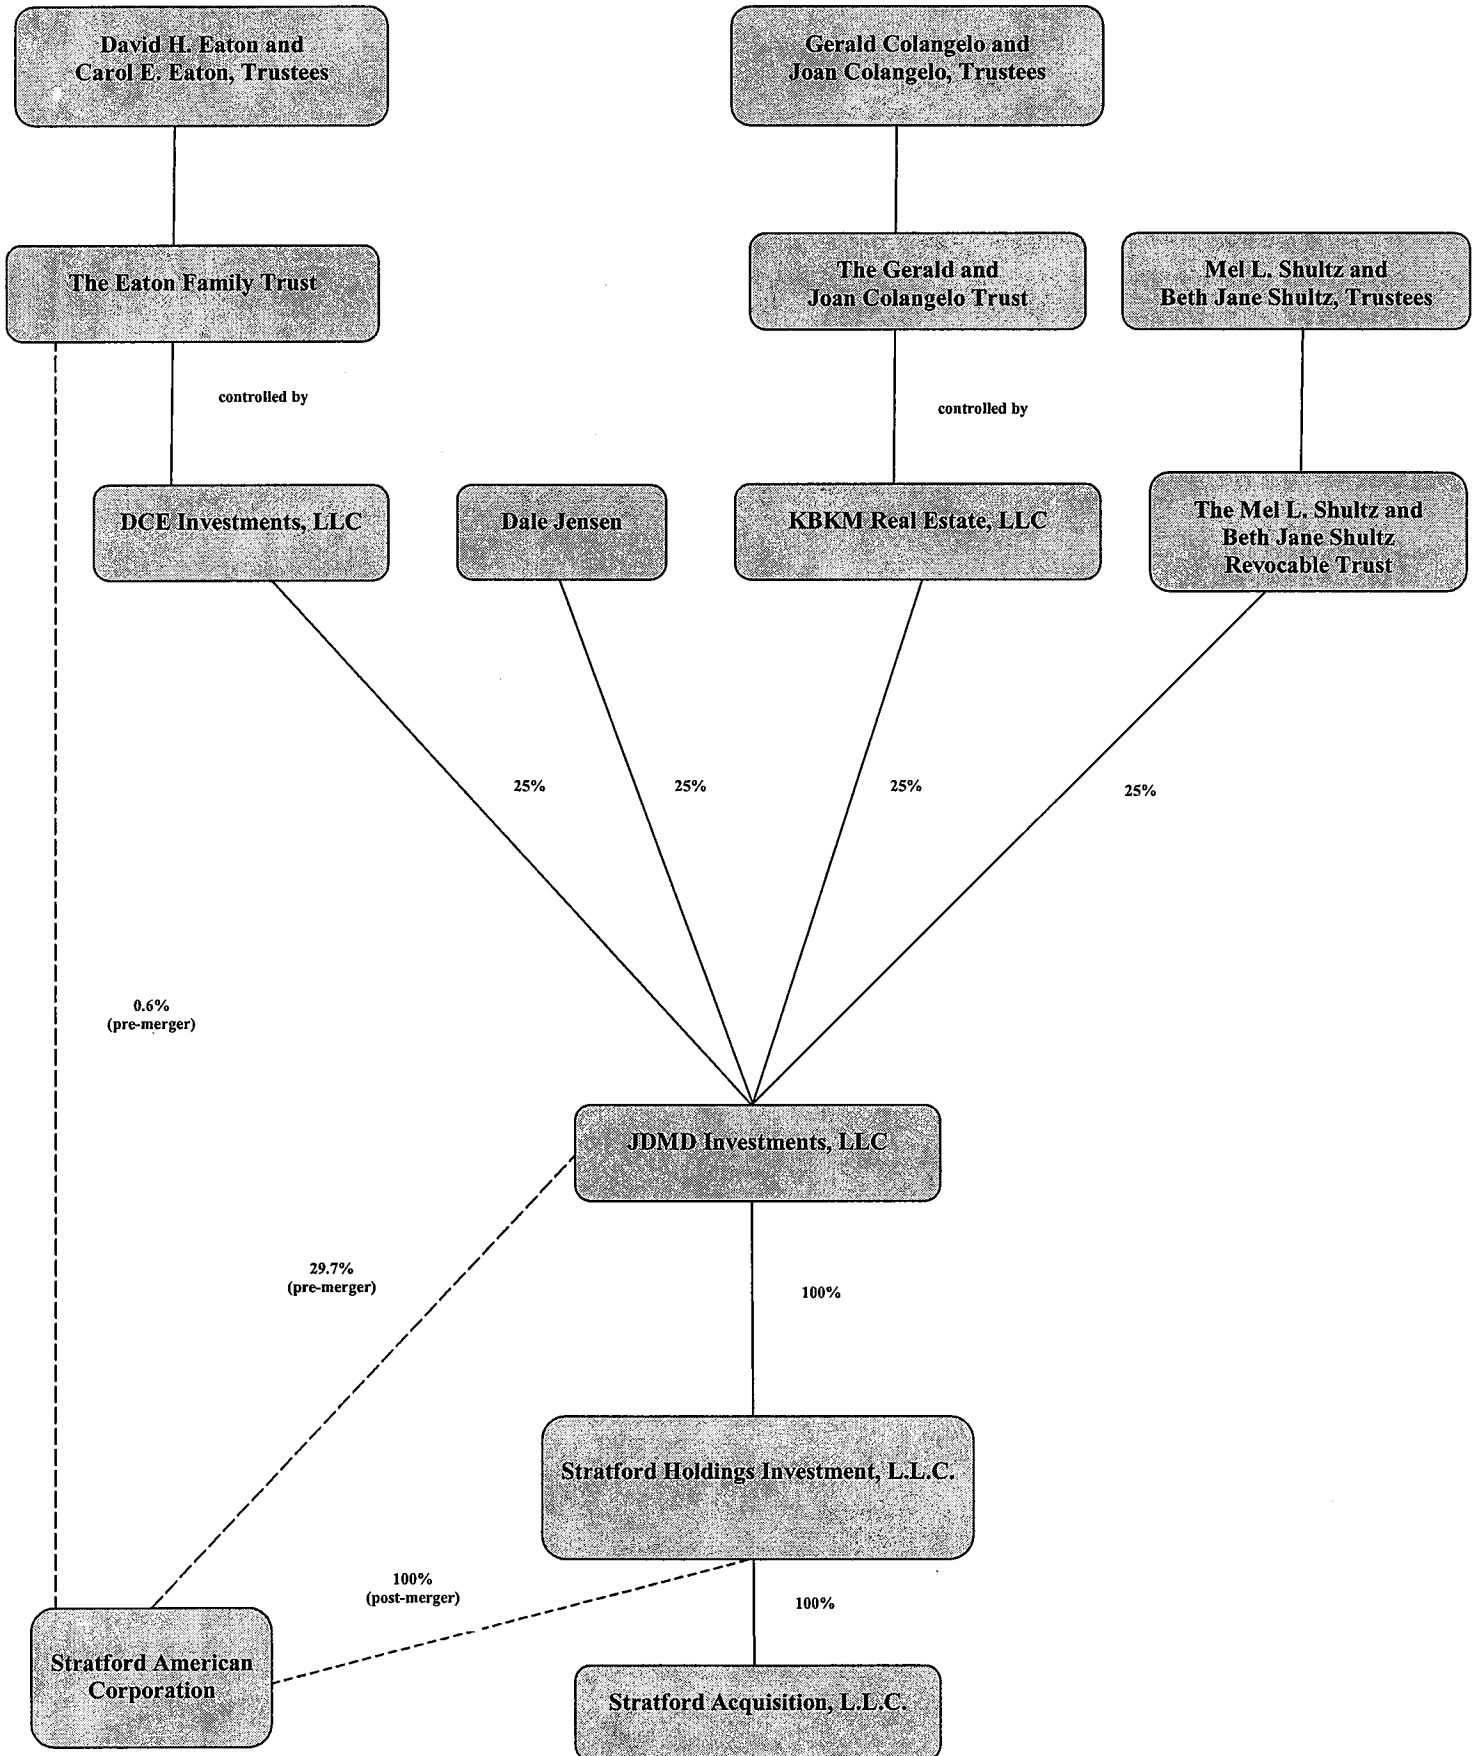 David H. Eaton and
Carol E. Eaton, Trustees
Gerald Colangelo and
Joan Colangelo, Trustees
The Eaton Family Trust
The Gerald and
Joan Colangelo Trust
Mel L. Shultz and
Beth Jane Shultz, Trustees
controlled by
controlled by
DCE Investments, LLC
Dale Jensen
KBKM Real Estate, LLC
The Mel L. Shultz and
Beth Jane Shultz
Revocable Trust
25%
25%
25%
25%
0.6%
(pre-merger)
JDMD Investments, LLC
29.7%
(pre-merger)
100%
Stratford Holdings Investment, L.L.C.
100%
(post-merger)
100%
Stratford American
Corporation
Stratford Acquisition, L.L.C.